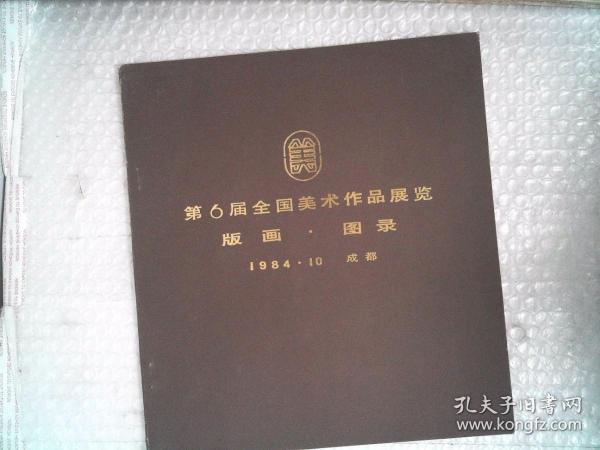 美
第6届全国美术作品展览
版画·图录
1984·10 成都
孔夫子旧书网
www.kongfz.com